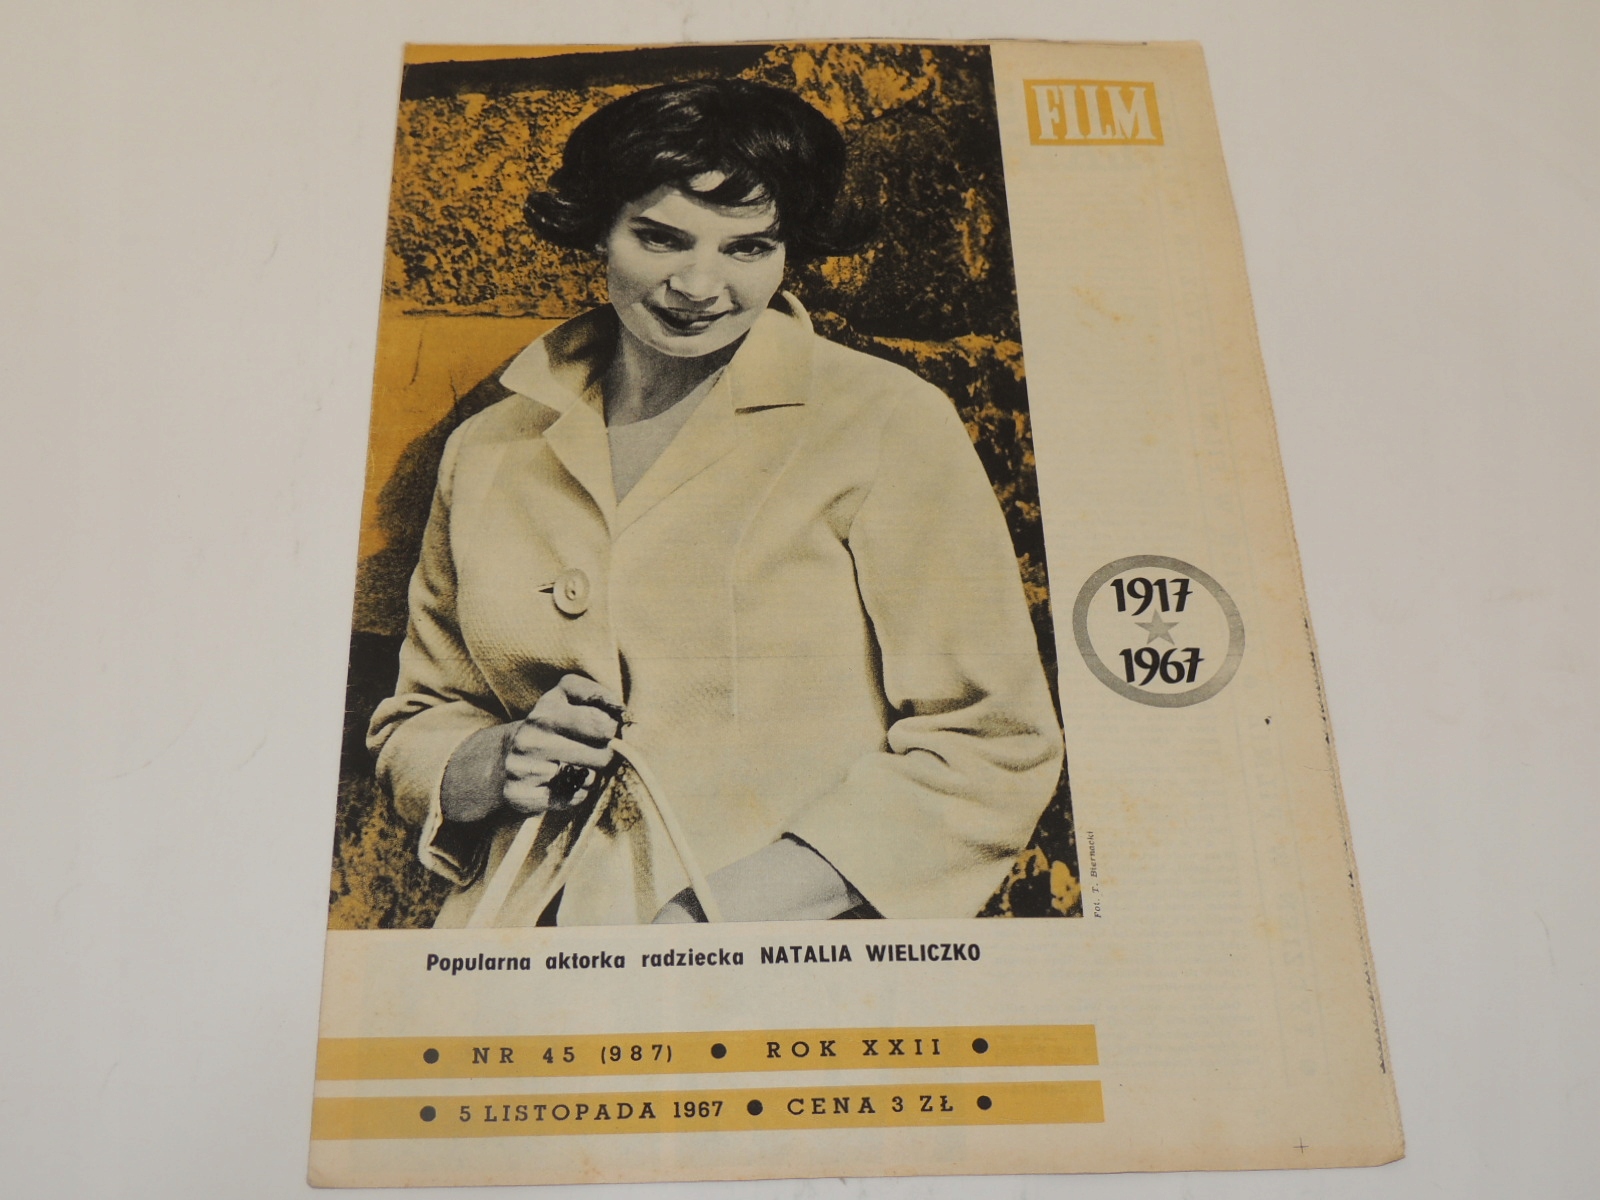 FILM
1917
1967
Fot. T. Biernacki
Popularna aktorka radziecka NATALIA WIELICZKO
● NR 45 (987) ● ROK XXII ●
● 5 LISTOPADA 1967 ● CENA 3 ZŁ ●